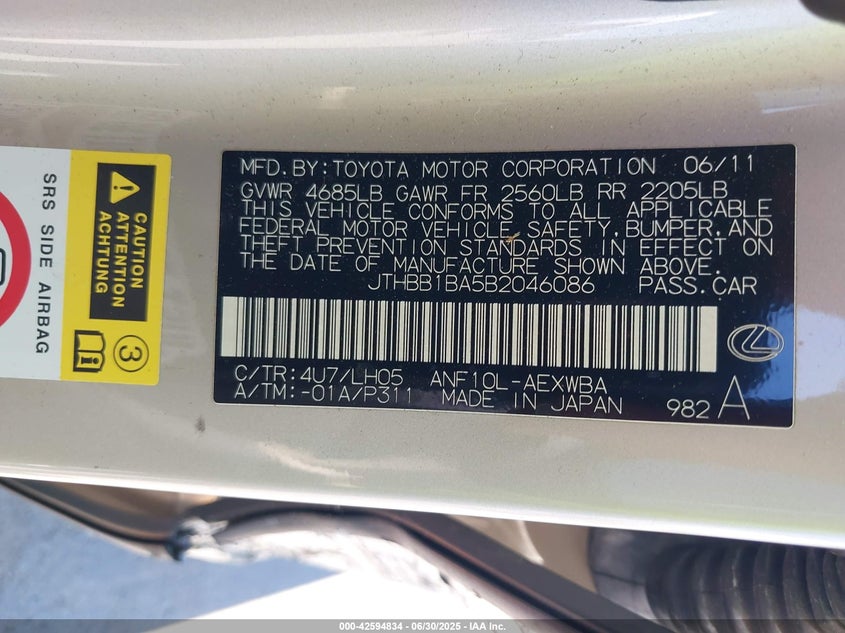 MFD.BY:TOYOTA MOTOR CORPORATION 06/11
GVWR 4685LB GAWR FR 2560LB RR 2205LB
THIS VEHICLE CONFORMS TO ALL APPLICABLE
FEDERAL MOTOR VEHICLE SAFETY,BUMPER,AND
THEFT PREVENTION STANDARDS IN EFFECT ON
THE DATE OF MANUFACTURE SHOWN ABOVE
JTHBB1BA5B2046086 PASS.CAR
C/TR:4U7/LH05 ANF10L-AEXWBA
A/TM:-01A/P311 MADE IN JAPAN 982 A
SRS SIDE AIRBAG
CAUTION
ATTENTION
ACHTUNG
3
000-42594834 - 06/30/2025 - IAA Inc.